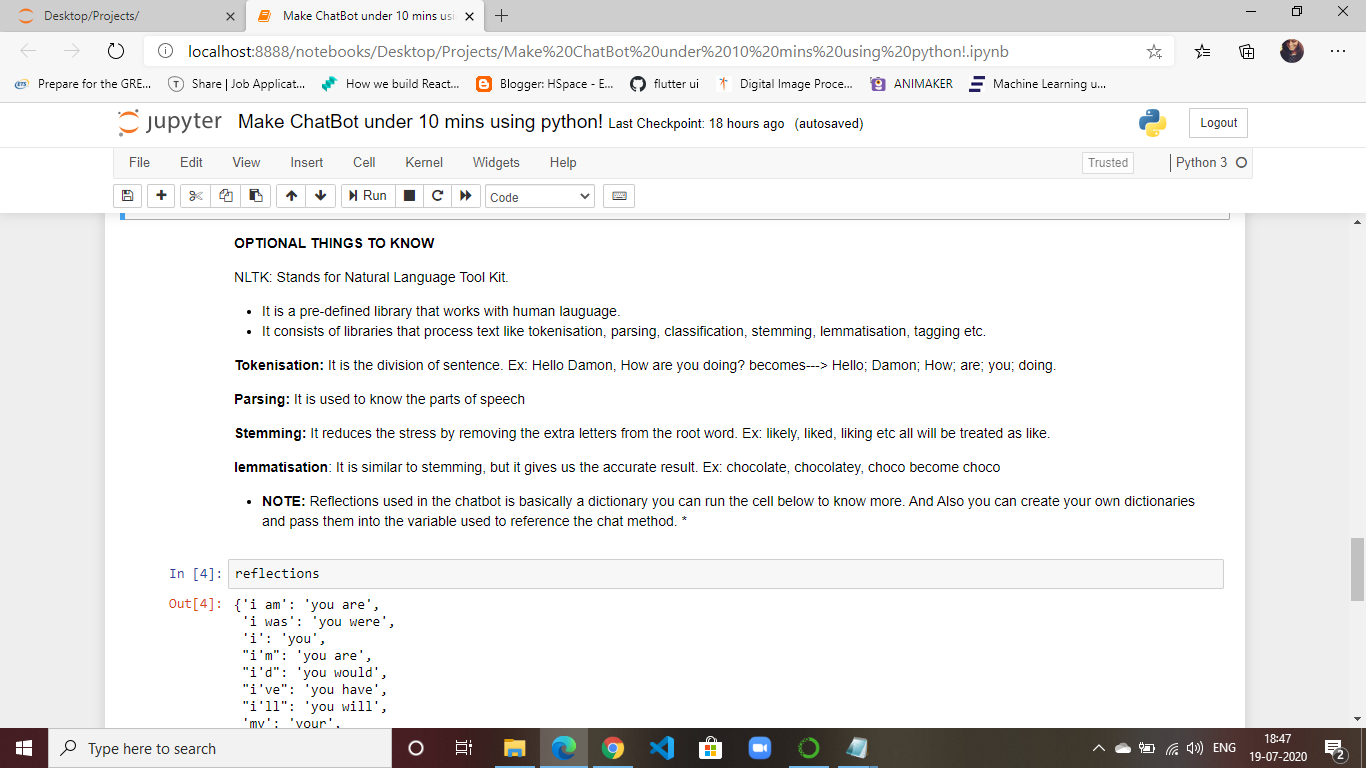 Desktop/Projects/
Make ChatBot under 10 mins usi
localhost:8888/notebooks/Desktop/Projects/Make%20ChatBot%20under%2010%20mins%20using%20python!.ipynb
Prepare for the GRE...
Share | Job Applicat...
How we build React...
Blogger: HSpace - E...
flutter ui
Digital Image Proce...
ANIMAKER
Machine Learning u...
jupyter Make ChatBot under 10 mins using python! Last Checkpoint: 18 hours ago (autosaved)
Logout
File Edit View Insert Cell Kernel Widgets Help
Trusted
Python 3
Run
Code
OPTIONAL THINGS TO KNOW
NLTK: Stands for Natural Language Tool Kit.
• It is a pre-defined library that works with human lauguage.
• It consists of libraries that process text like tokenisation, parsing, classification, stemming, lemmatisation, tagging etc.
Tokenisation: It is the division of sentence. Ex: Hello Damon, How are you doing? becomes---> Hello; Damon; How; are; you; doing.
Parsing: It is used to know the parts of speech
Stemming: It reduces the stress by removing the extra letters from the root word. Ex: likely, liked, liking etc all will be treated as like.
lemmatisation: It is similar to stemming, but it gives us the accurate result. Ex: chocolate, chocolatey, choco become choco
• NOTE: Reflections used in the chatbot is basically a dictionary you can run the cell below to know more. And Also you can create your own dictionaries
and pass them into the variable used to reference the chat method. *
In [4]: reflections
Out[4]: {'i am': 'you are',
'i was': 'you were',
'i': 'you',
"i'm": 'you are',
"i'd": 'you would',
"i've": 'you have',
"i'll": 'you will',
'my': 'your',
Type here to search
ENG
18:47
19-07-2020
2